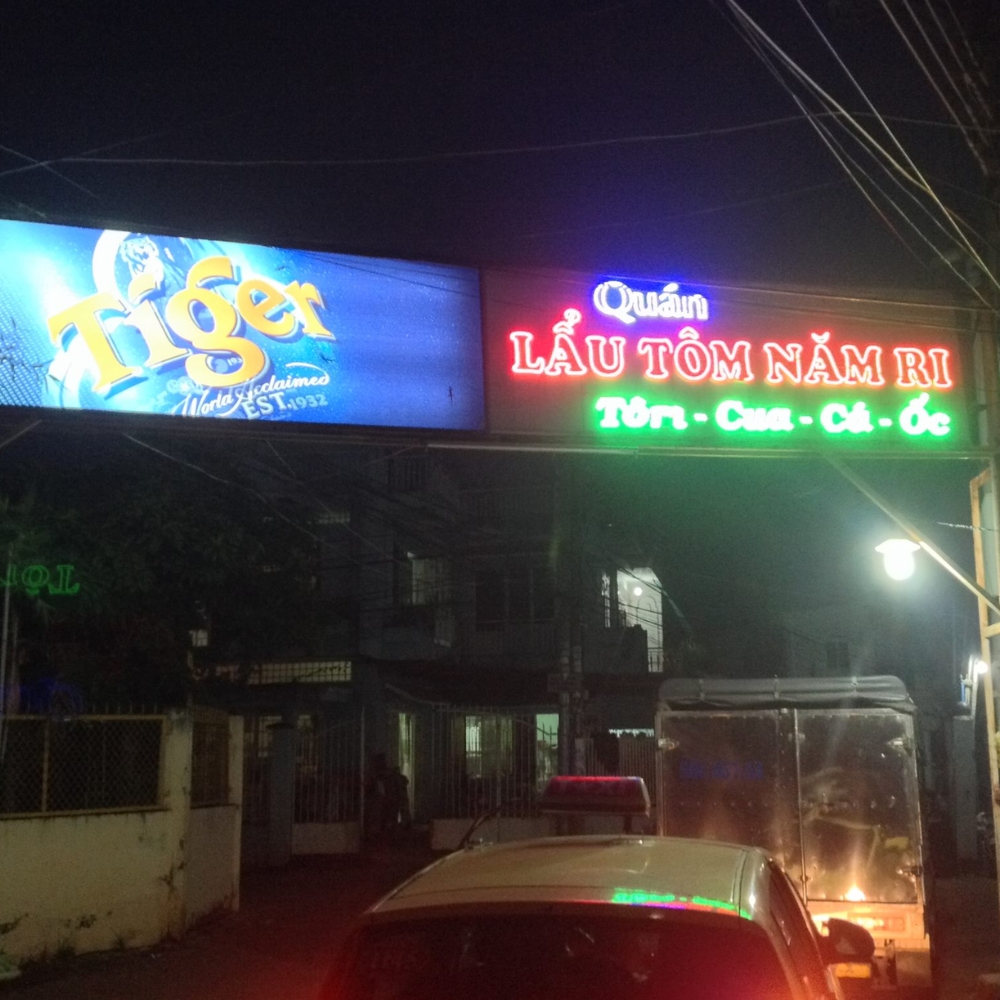 Tiger
World Acclaimed
EST. 1932
Quán
LẨU TÔM NĂM RI
Tôm - Cua - Cá - Ốc